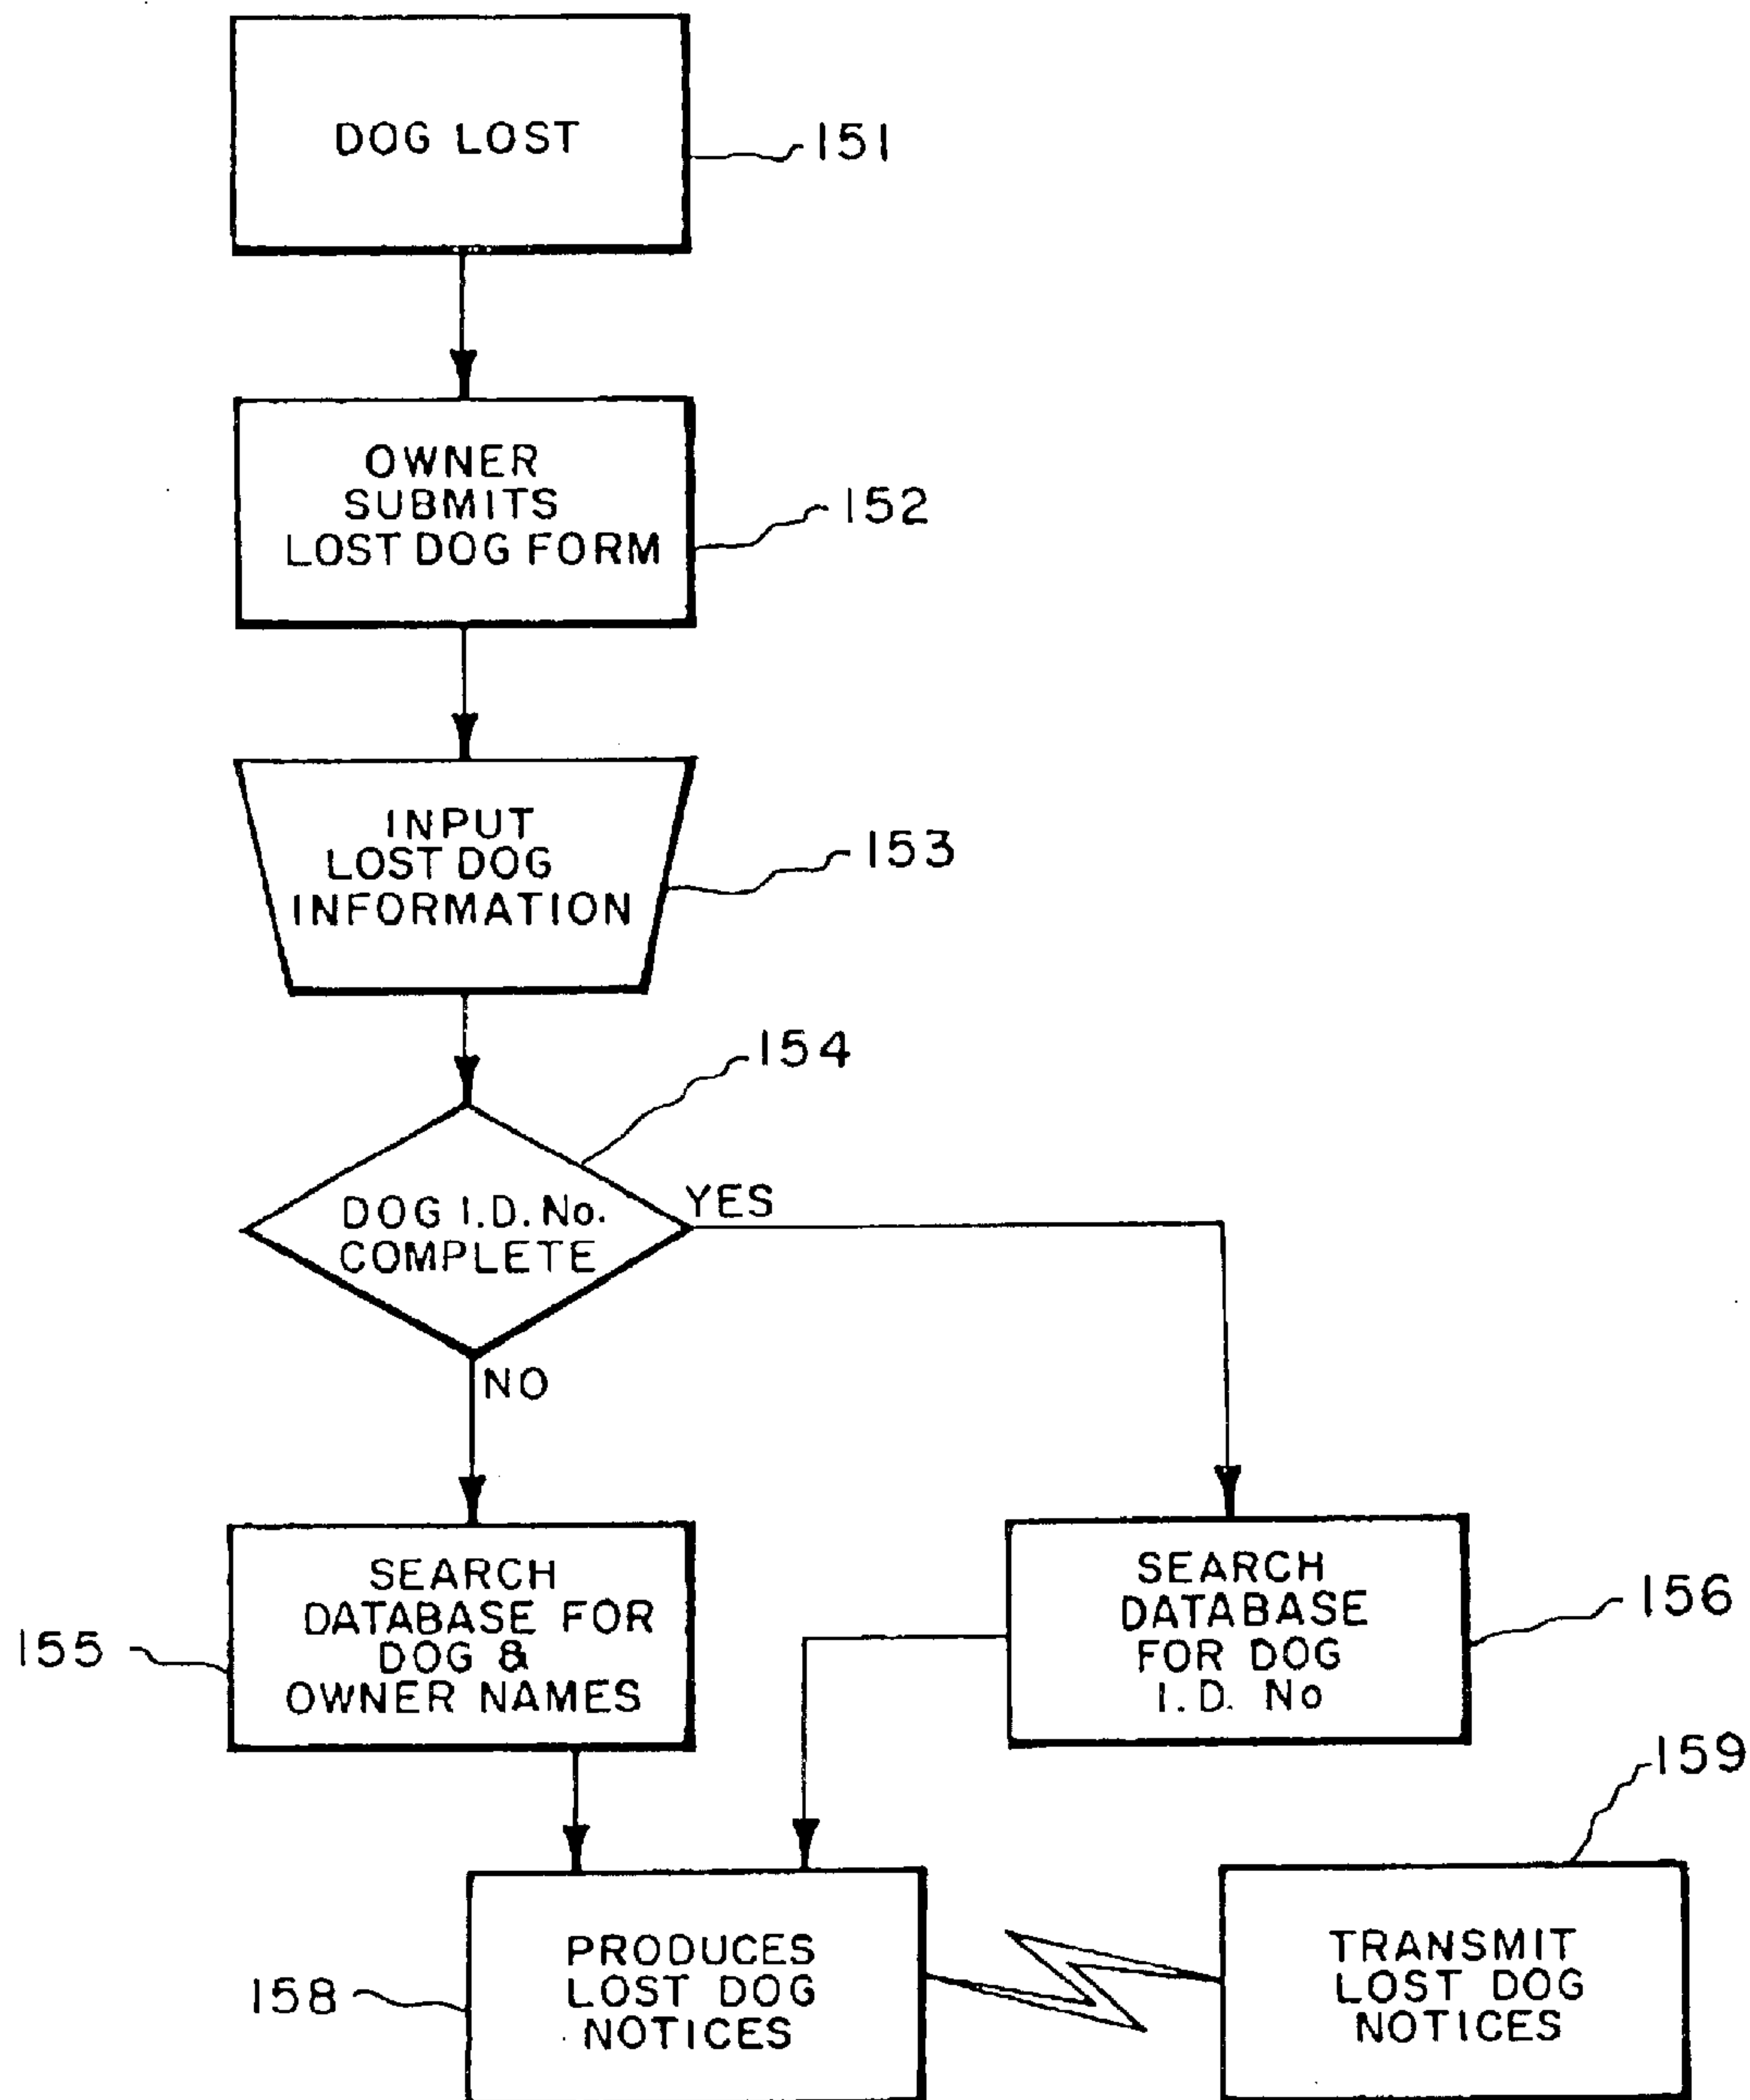 DOG LOST
151
OWNER
SUBMITS
LOST DOG FORM
152
INPUT
LOST DOG
INFORMATION
153
154
DOG I.D. No.
COMPLETE
YES
NO
SEARCH
DATABASE FOR
DOG &
OWNER NAMES
155
SEARCH
DATABASE
FOR DOG
I.D. No
156
159
PRODUCES
LOST DOG
NOTICES
158
TRANSMIT
LOST DOG
NOTICES